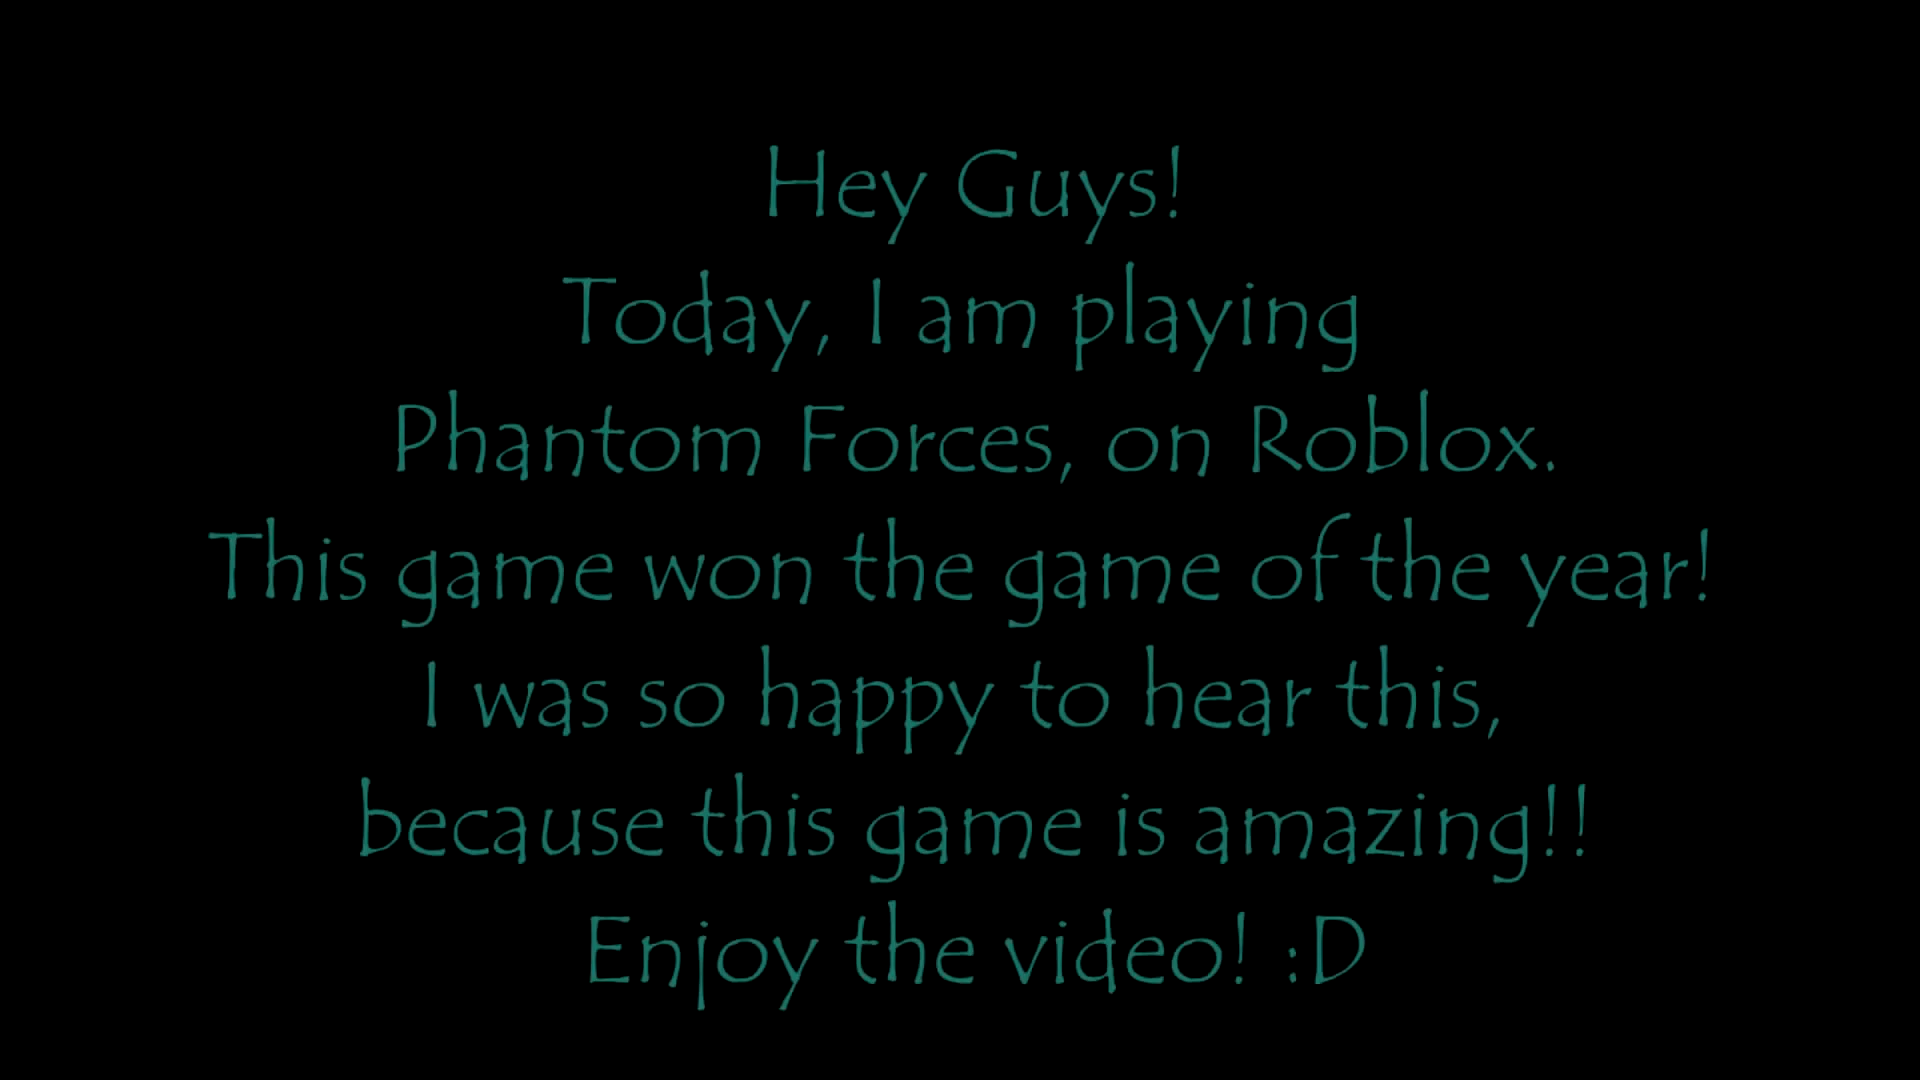 Hey Guys!
Today, I am playing
Phantom Forces, on Roblox.
This game won the game of the year!
I was so happy to hear this,
because this game is amazing!!
Enjoy the video! :D